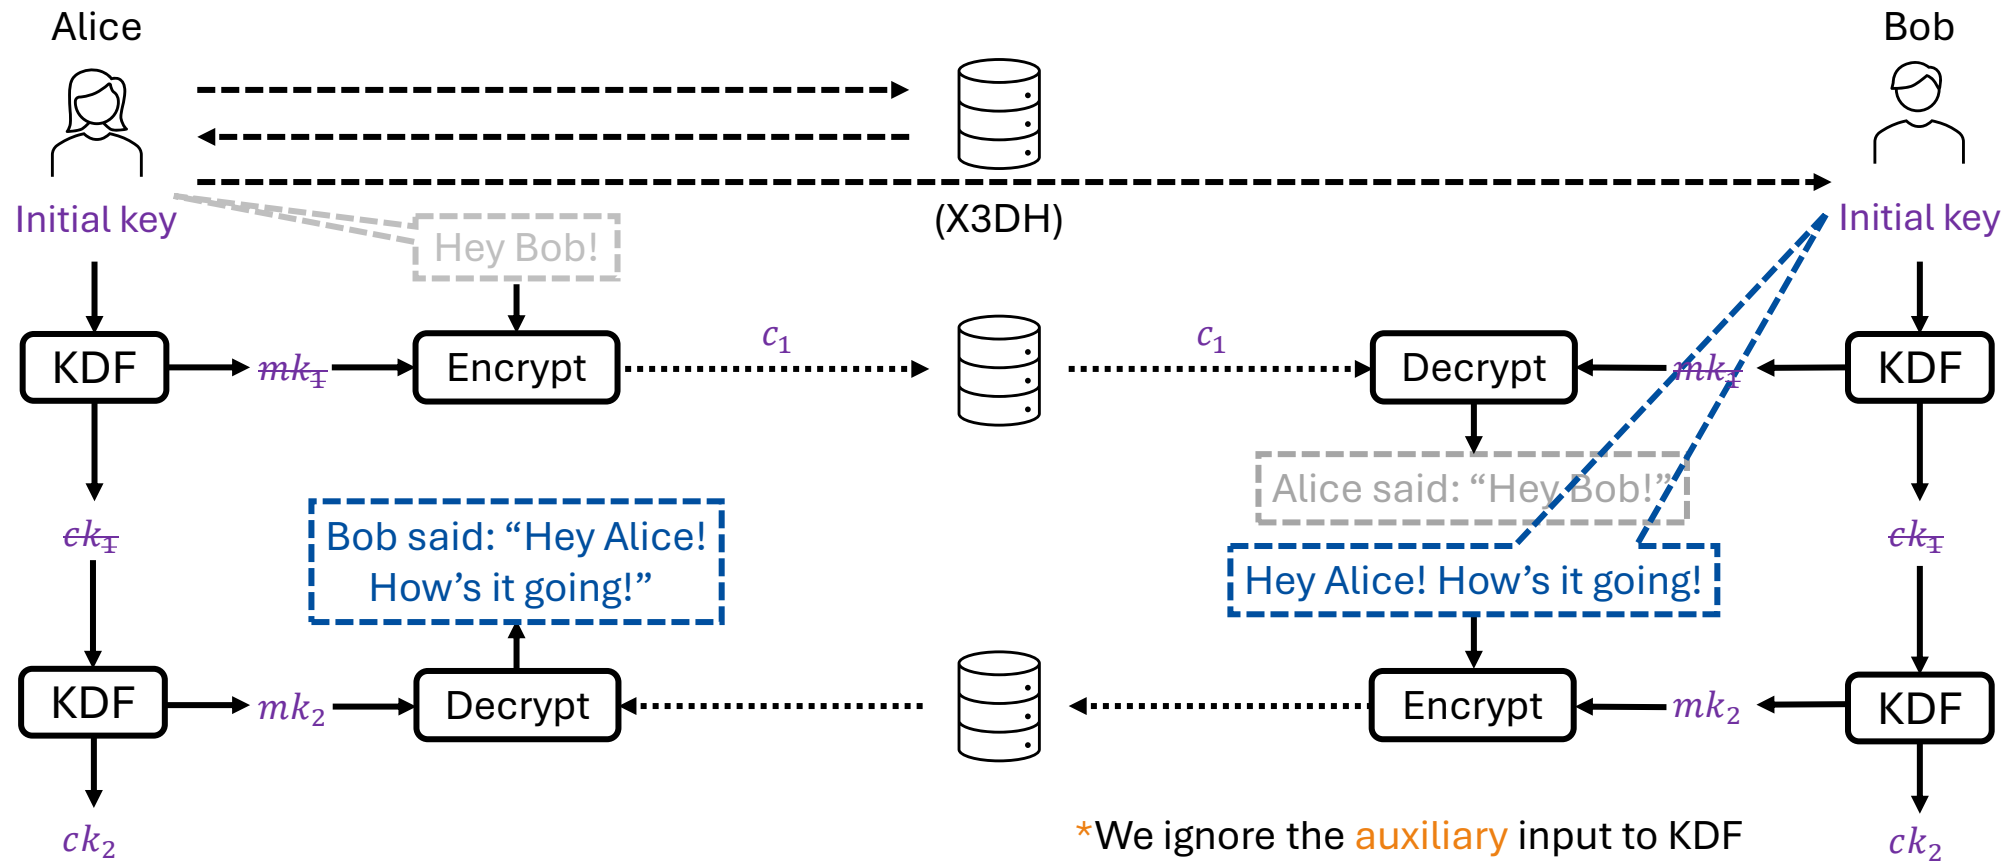 Alice
Bob
Initial key
(X3DH)
Initial key
Hey Bob!
KDF
mk₁
Encrypt
c₁
c₁
Decrypt
mk₁
KDF
Alice said: “Hey Bob!”
ck₁
Bob said: “Hey Alice!
How’s it going!”
ck₁
Hey Alice! How’s it going!
KDF
mk₂
Decrypt
Encrypt
mk₂
KDF
ck₂
*We ignore the auxiliary input to KDF
ck₂